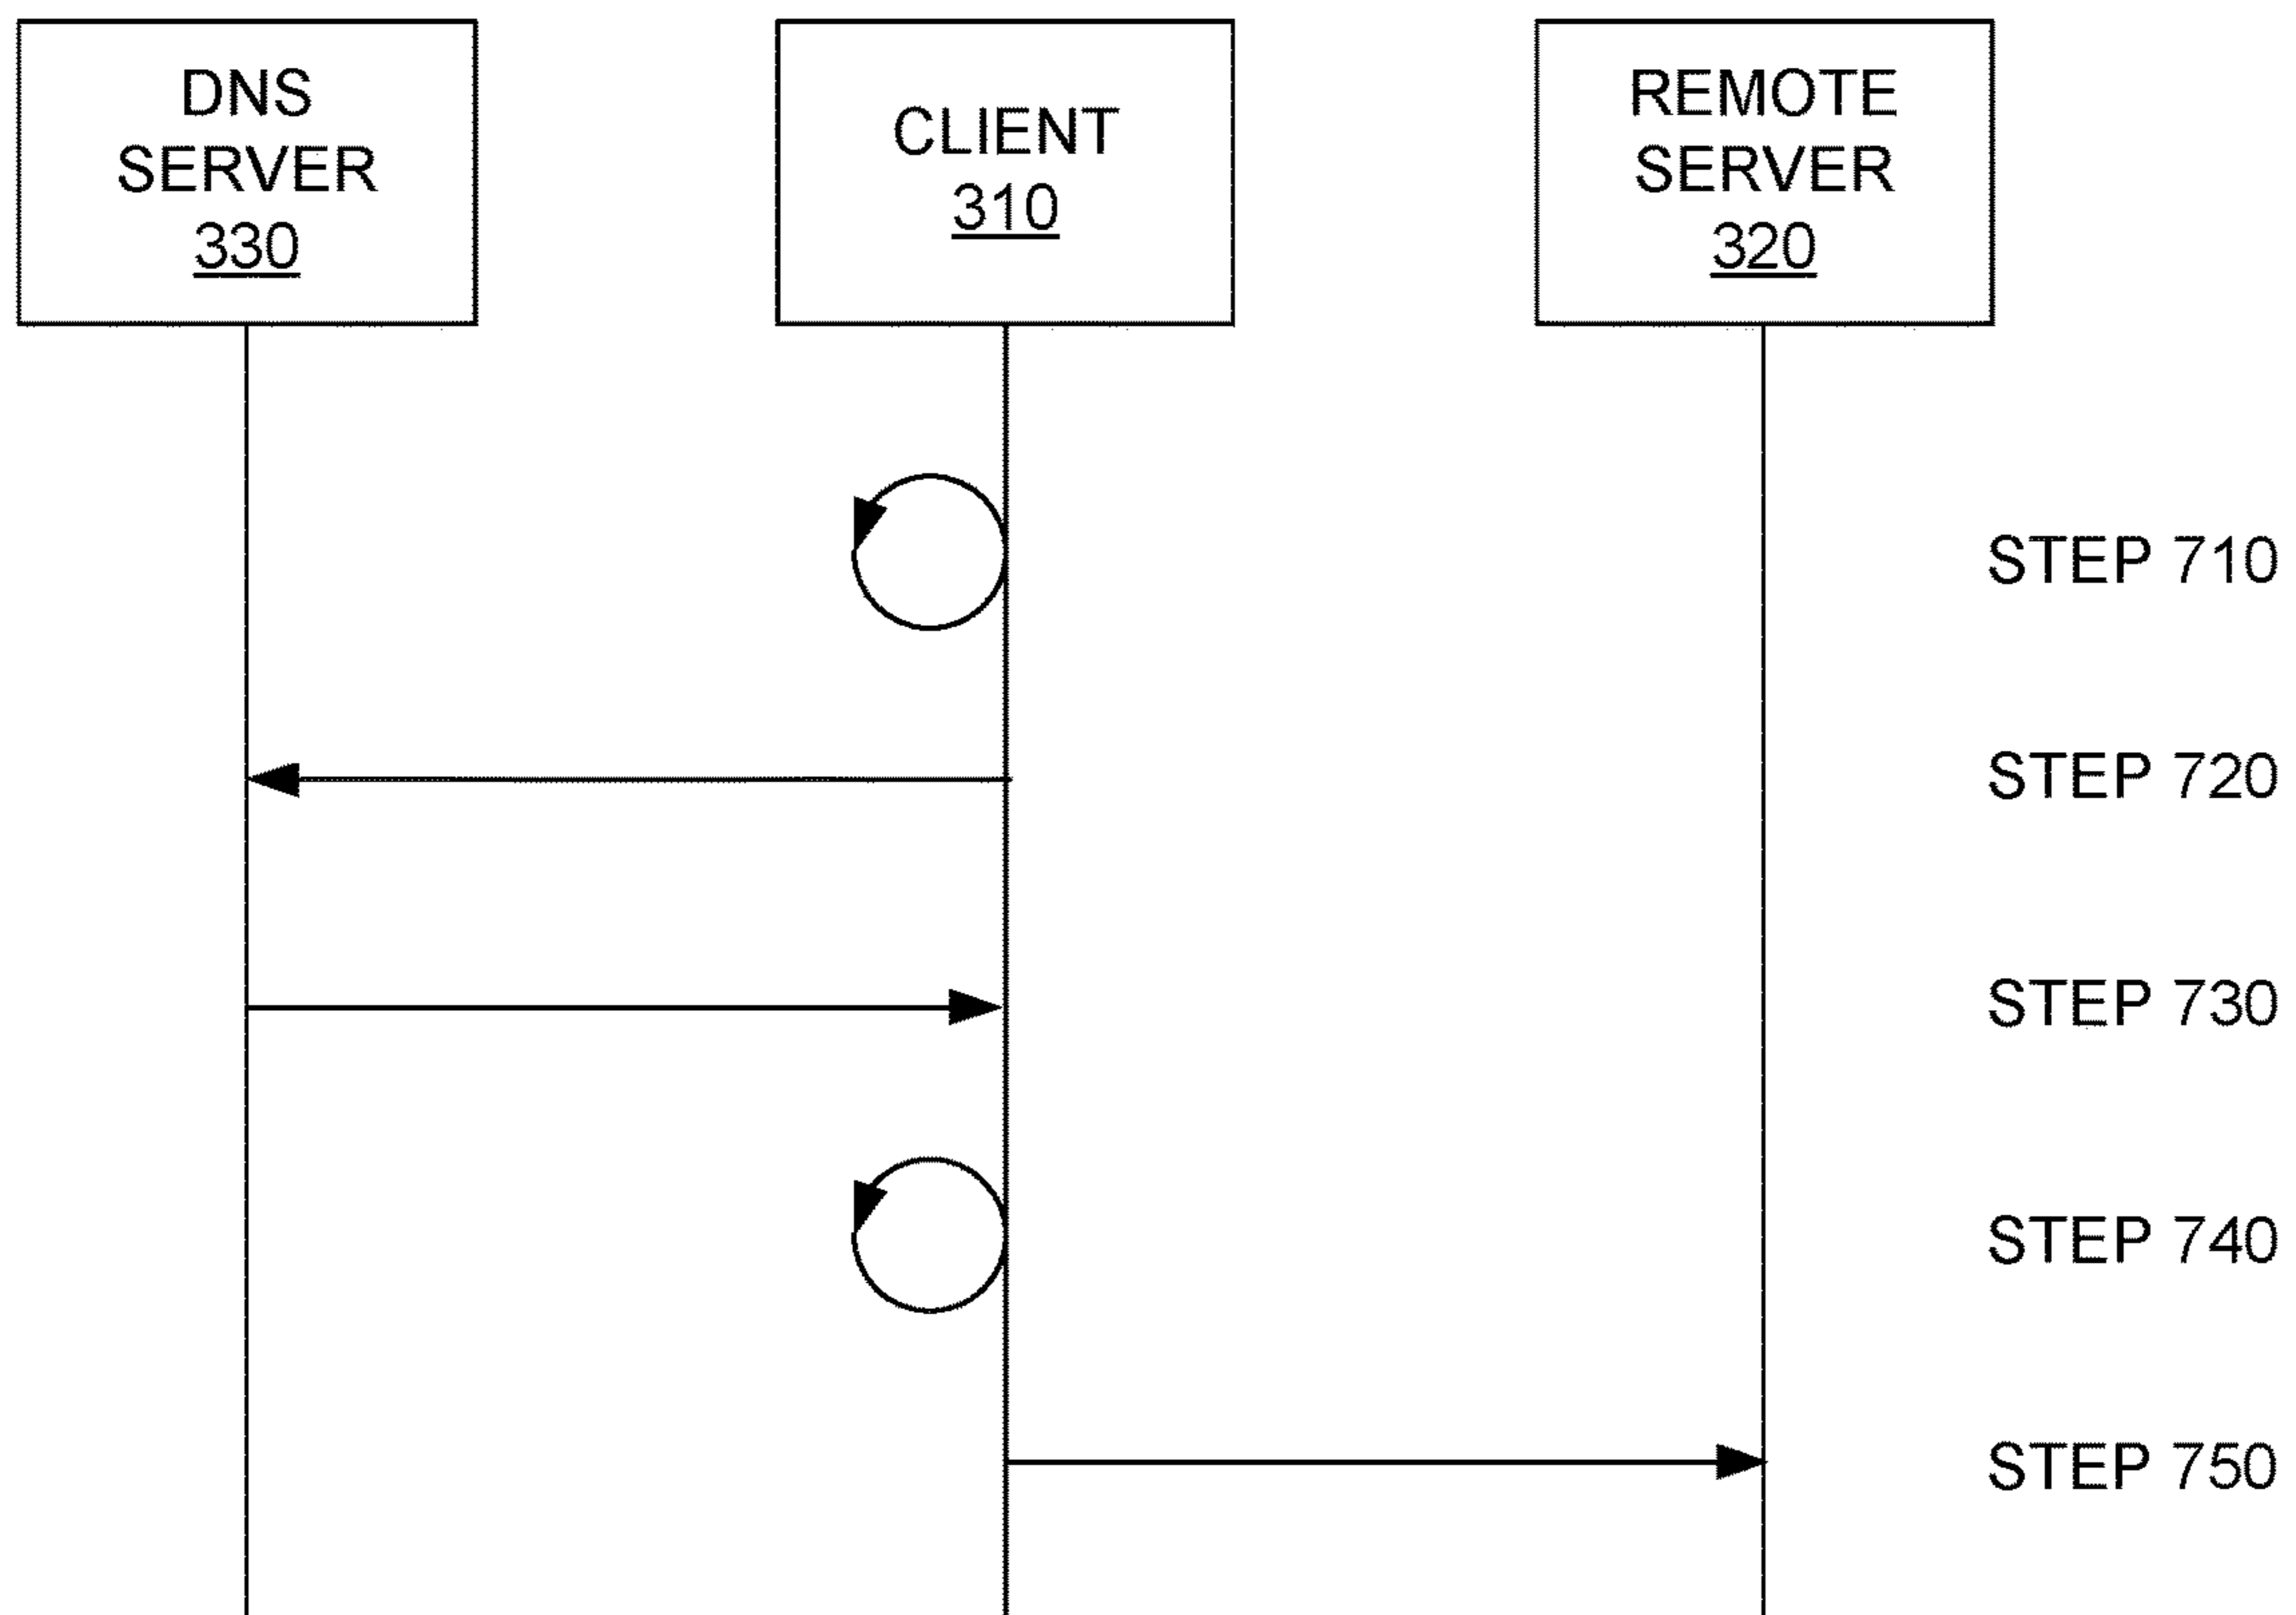 DNS
SERVER
330
CLIENT
310
REMOTE
SERVER
320
STEP 710
STEP 720
STEP 730
STEP 740
STEP 750